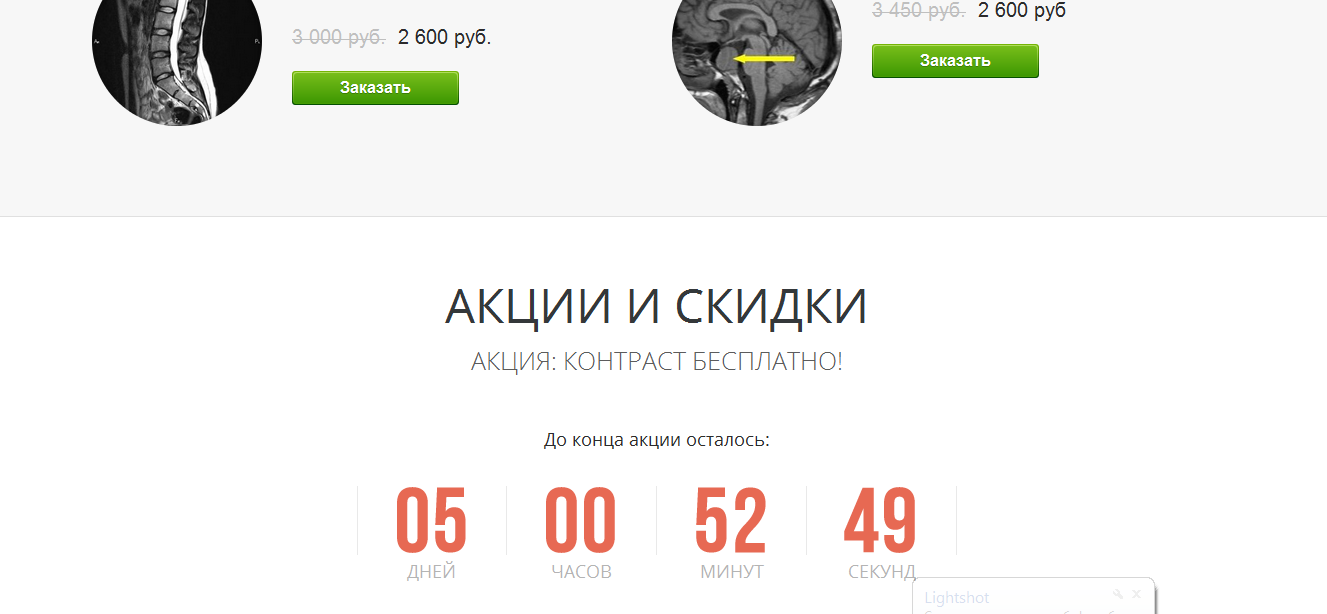 3 000 руб. 2 600 руб.
Заказать
3 450 руб. 2 600 руб
Заказать
АКЦИИ И СКИДКИ
АКЦИЯ: КОНТРАСТ БЕСПЛАТНО!
До конца акции осталось:
05 00 52 49
ДНЕЙ ЧАСОВ МИНУТ СЕКУНД
Lightshot